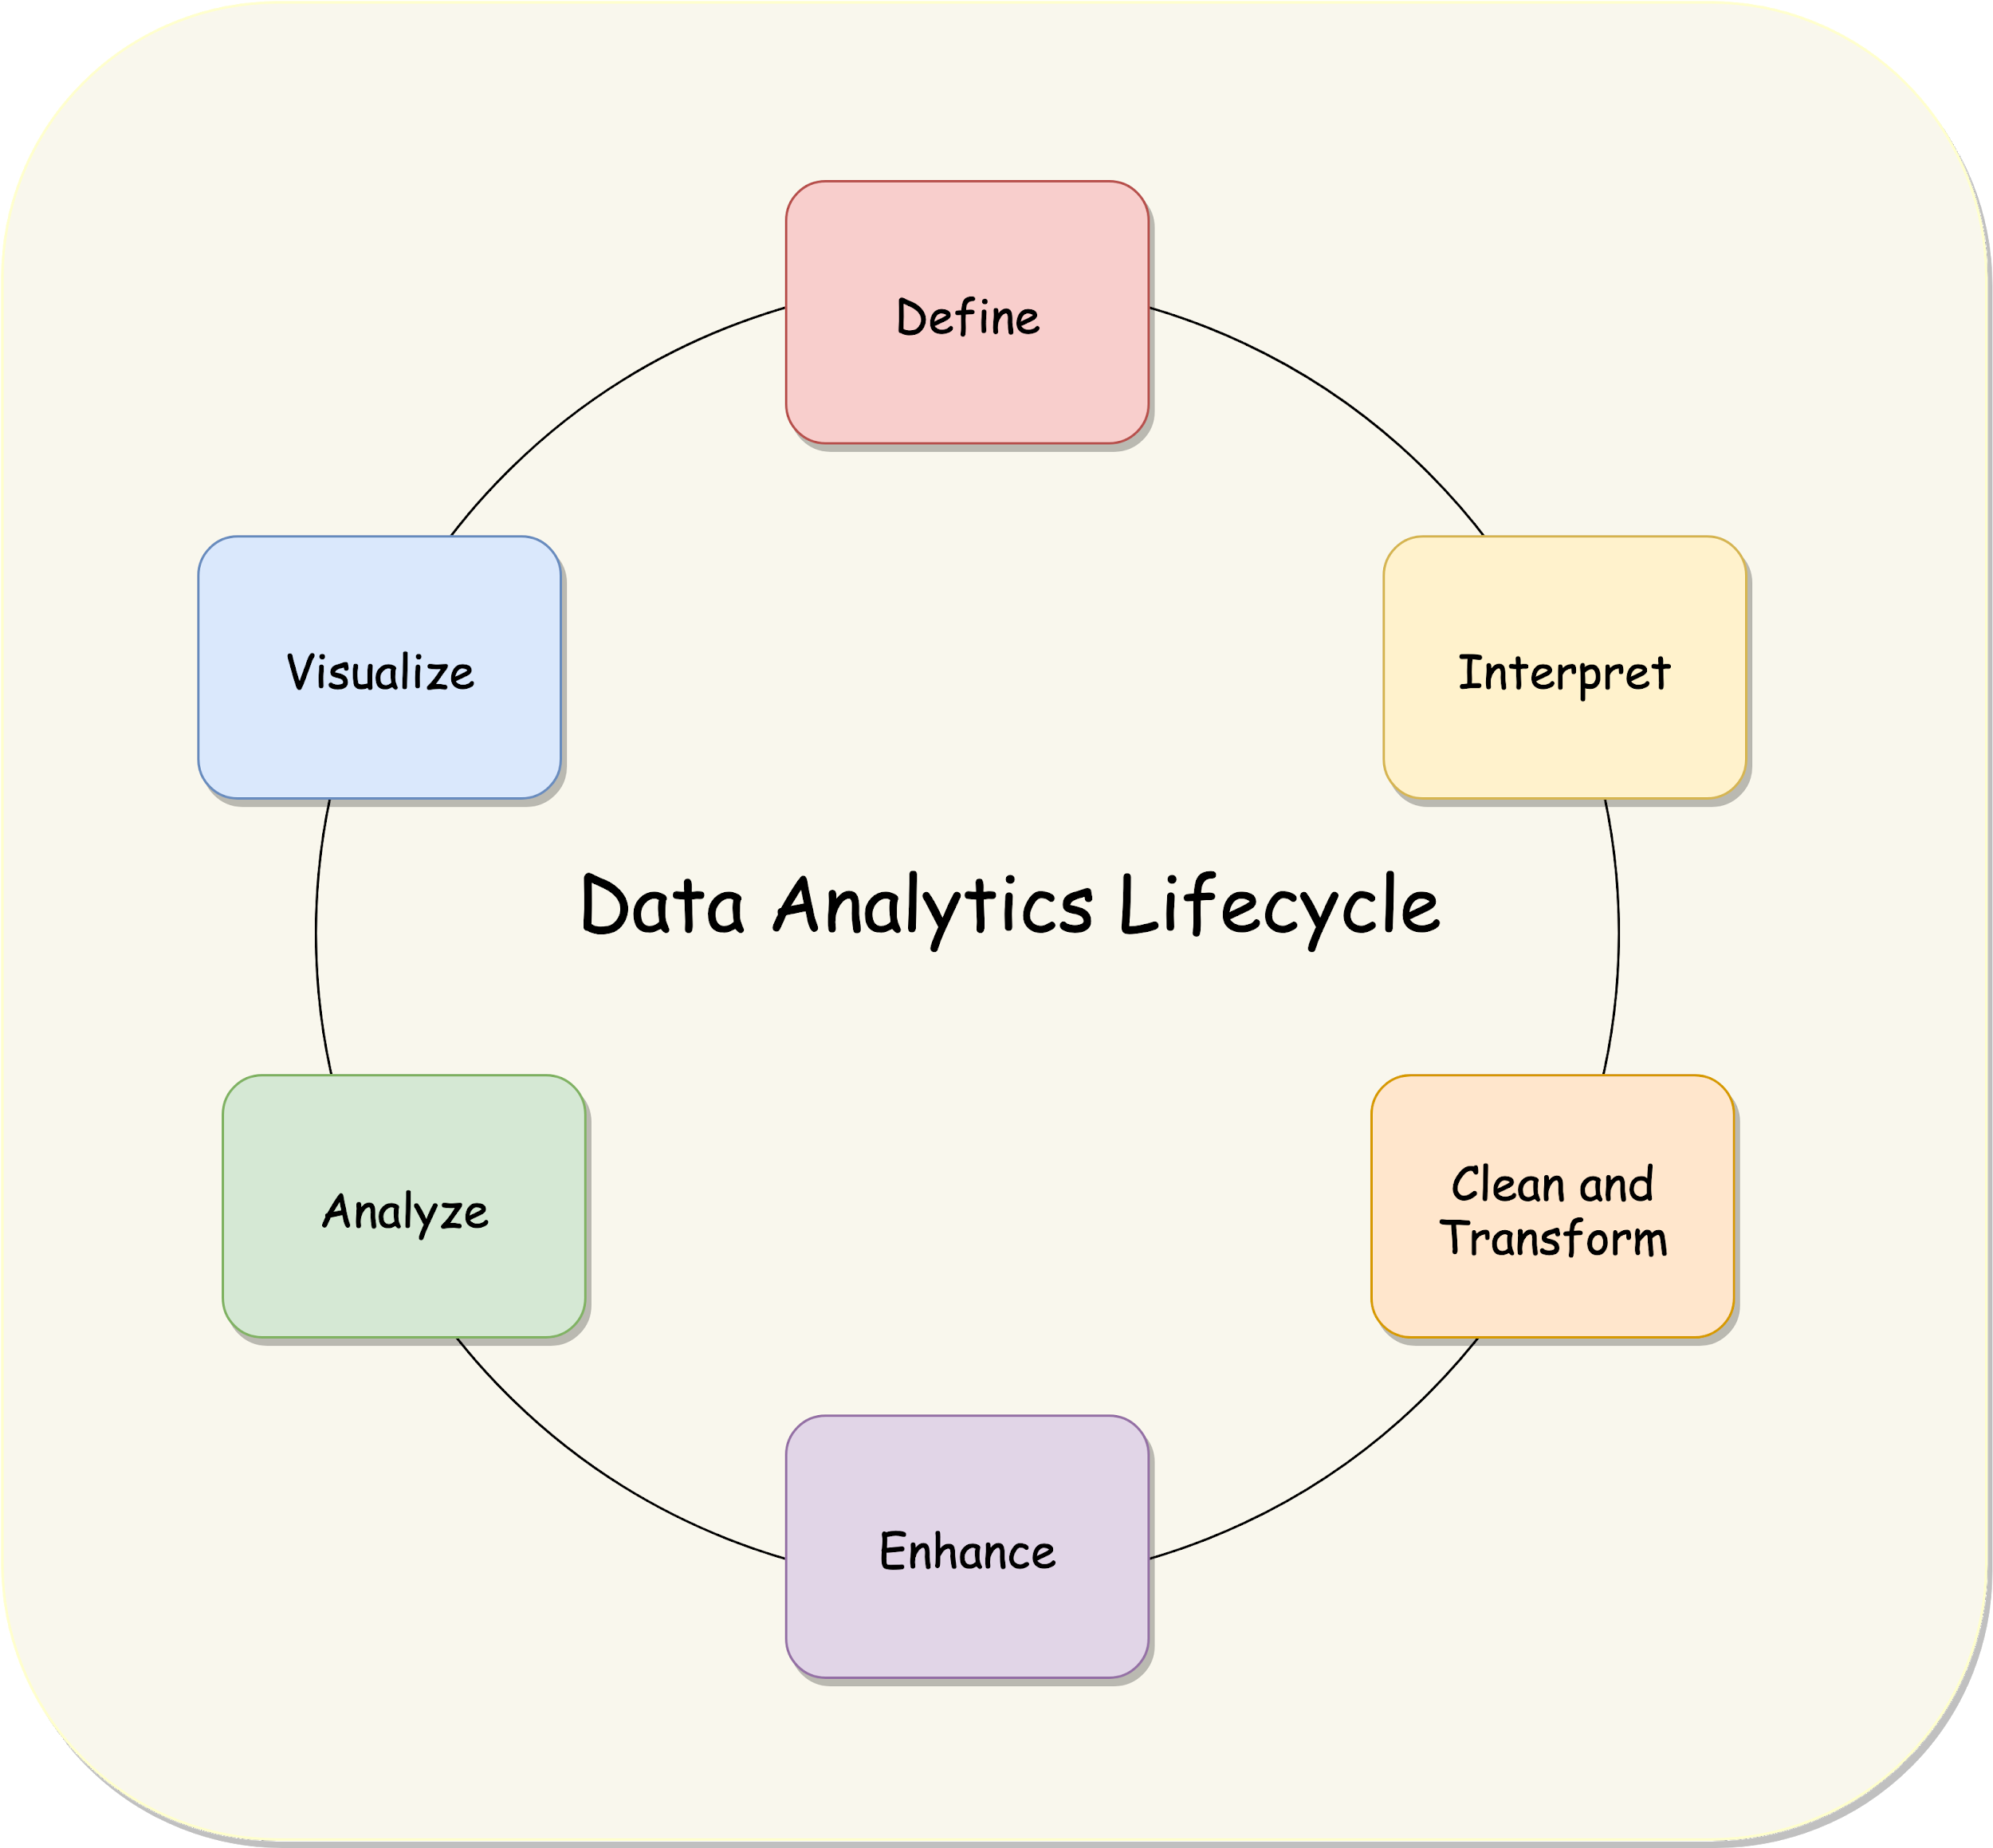 Define
Visualize
Interpret
Data Analytics Lifecycle
Analyze
Clean and
Transform
Enhance